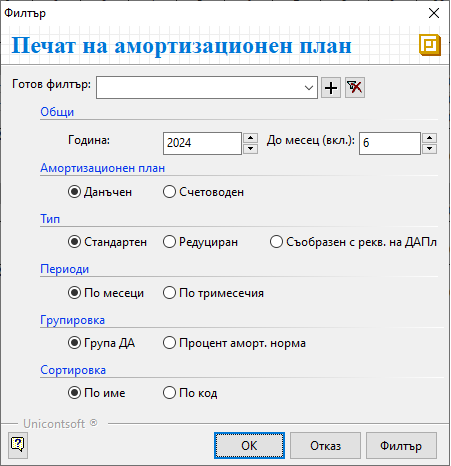 Филтър
Печат на амортизационен план
Готов филтър:
Общи
Година: 2024 До месец (вкл.): 6
Амортизационен план
Данъчен Счетоводен
Тип
Стандартен Редуциран Съобразен с рекв. на ДАПл
Периоди
По месеци По тримесечия
Групировка
Група ДА Процент аморт. норма
Сортировка
По име По код
Unicontsoft ®
ОК Отказ Филтър